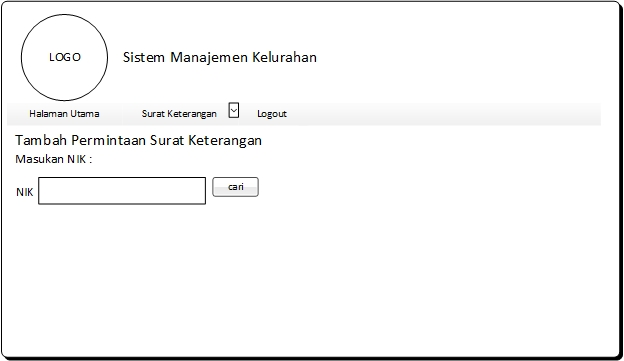 LOGO
Sistem Manajemen Kelurahan
Halaman Utama Surat Keterangan Logout
Tambah Permintaan Surat Keterangan
Masukan NIK :
NIK cari